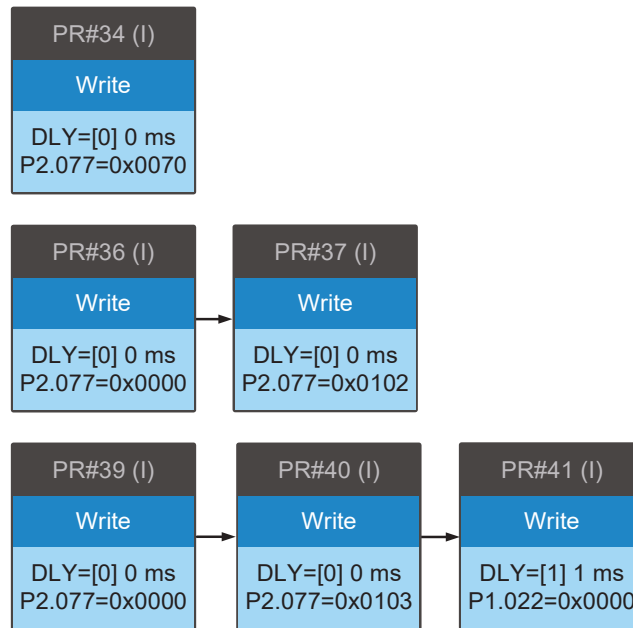 PR#34 (I)
Write
DLY=[0] 0 ms
P2.077=0x0070
PR#36 (I)
Write
DLY=[0] 0 ms
P2.077=0x0000
PR#37 (I)
Write
DLY=[0] 0 ms
P2.077=0x0102
PR#39 (I)
Write
DLY=[0] 0 ms
P2.077=0x0000
PR#40 (I)
Write
DLY=[0] 0 ms
P2.077=0x0103
PR#41 (I)
Write
DLY=[1] 1 ms
P1.022=0x0000